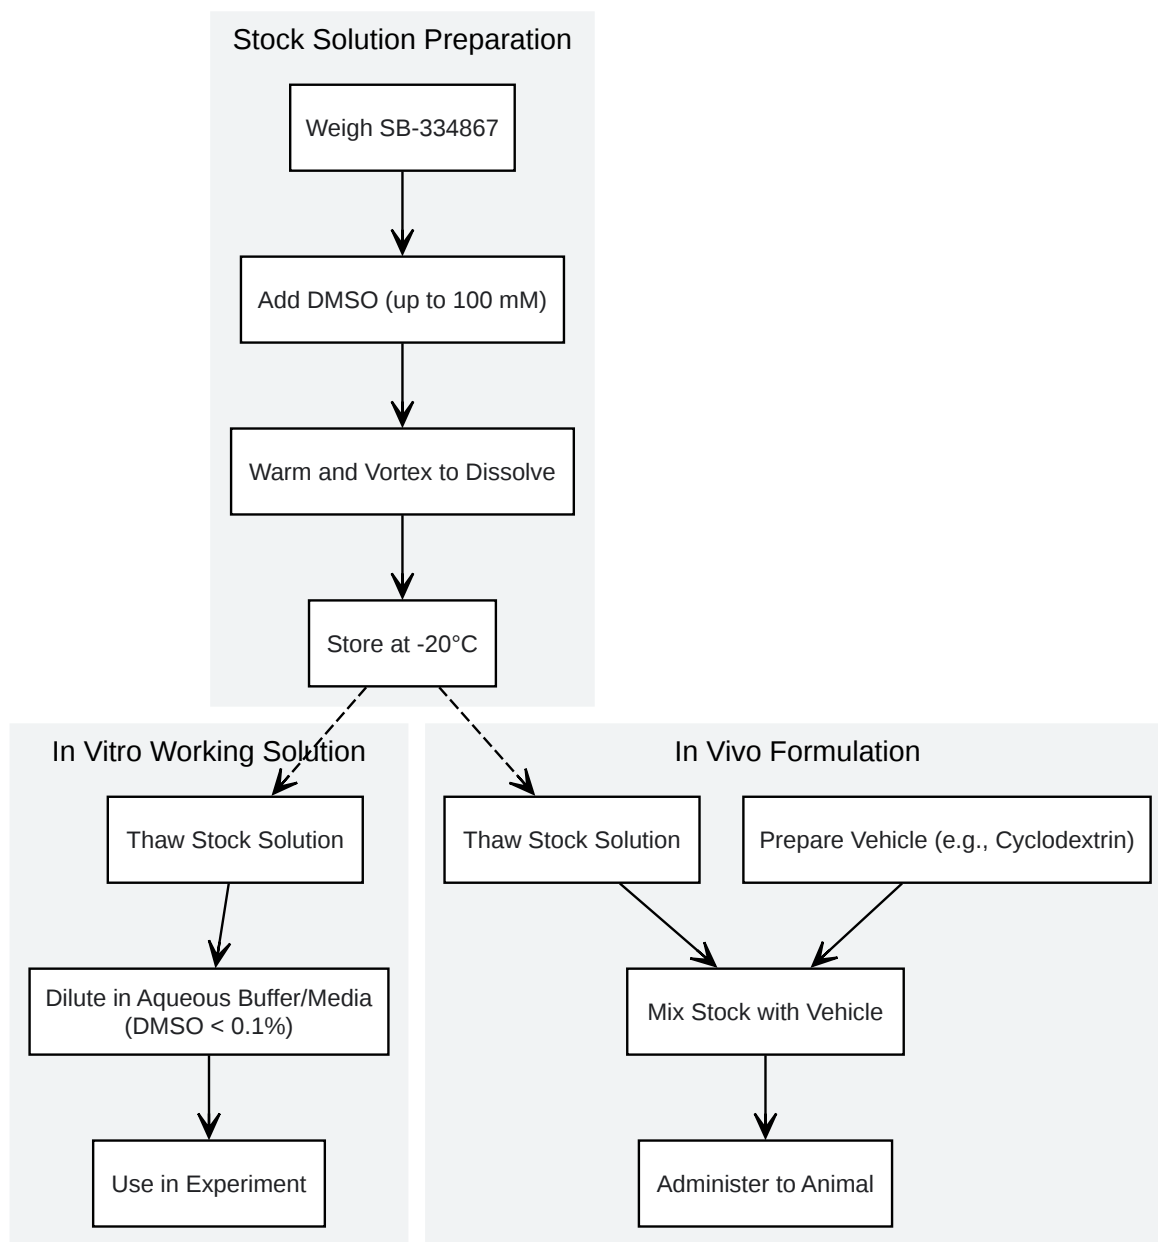 Stock Solution Preparation
Weigh SB-334867
Add DMSO (up to 100 mM)
Warm and Vortex to Dissolve
Store at -20°C
In Vitro Working Solution
Thaw Stock Solution
Dilute in Aqueous Buffer/Media
(DMSO < 0.1%)
Use in Experiment
In Vivo Formulation
Thaw Stock Solution
Prepare Vehicle (e.g., Cyclodextrin)
Mix Stock with Vehicle
Administer to Animal